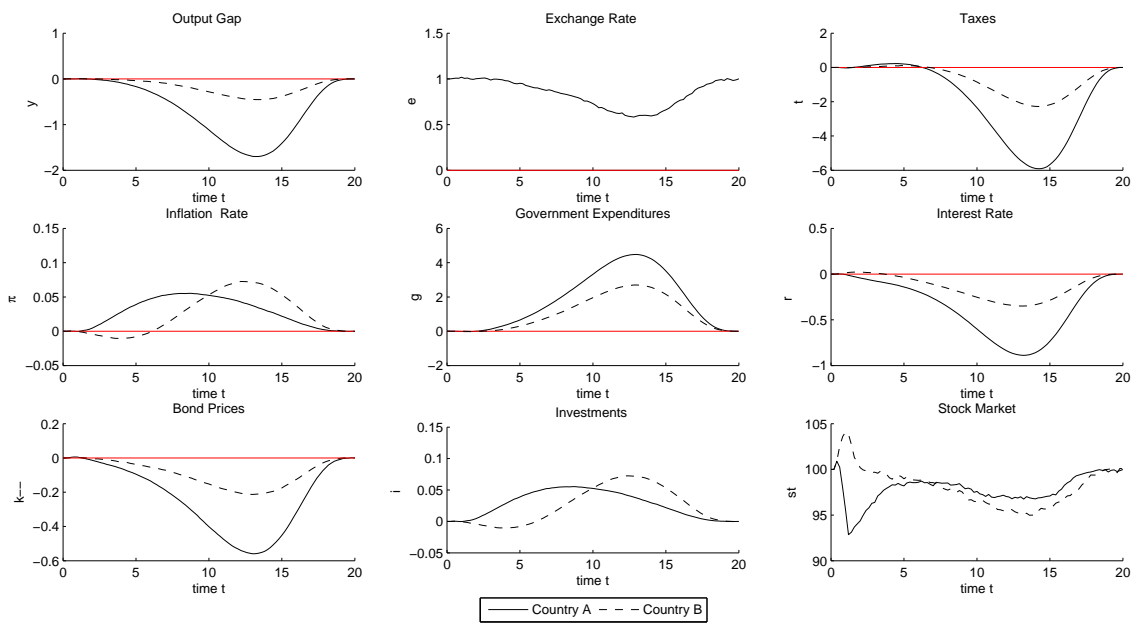 Output Gap
1
0
−1
−2
y
0 5 10 15 20
time t
Exchange Rate
1.5
1
0.5
0
e
0 5 10 15 20
time t
Taxes
2
0
−2
−4
−6
t
0 5 10 15 20
time t
Inflation Rate
0.15
0.1
0.05
0
−0.05
π
0 5 10 15 20
time t
Government Expenditures
6
4
2
0
−2
g
0 5 10 15 20
time t
Interest Rate
0.5
0
−0.5
−1
r
0 5 10 15 20
time t
Bond Prices
0.2
0
−0.2
−0.4
−0.6
k−−
0 5 10 15 20
time t
Investments
0.15
0.1
0.05
0
−0.05
i
0 5 10 15 20
time t
Stock Market
105
100
95
90
st
0 5 10 15 20
time t
Country A Country B